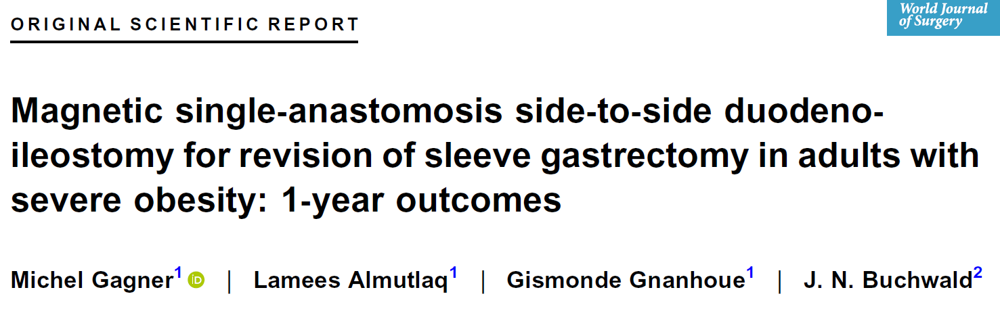 ORIGINAL SCIENTIFIC REPORT
World Journal
of Surgery
Magnetic single-anastomosis side-to-side duodeno-
ileostomy for revision of sleeve gastrectomy in adults with
severe obesity: 1-year outcomes
Michel Gagner1 iD | Lamees Almutlaq1 | Gismonde Gnanhoue1 | J. N. Buchwald2